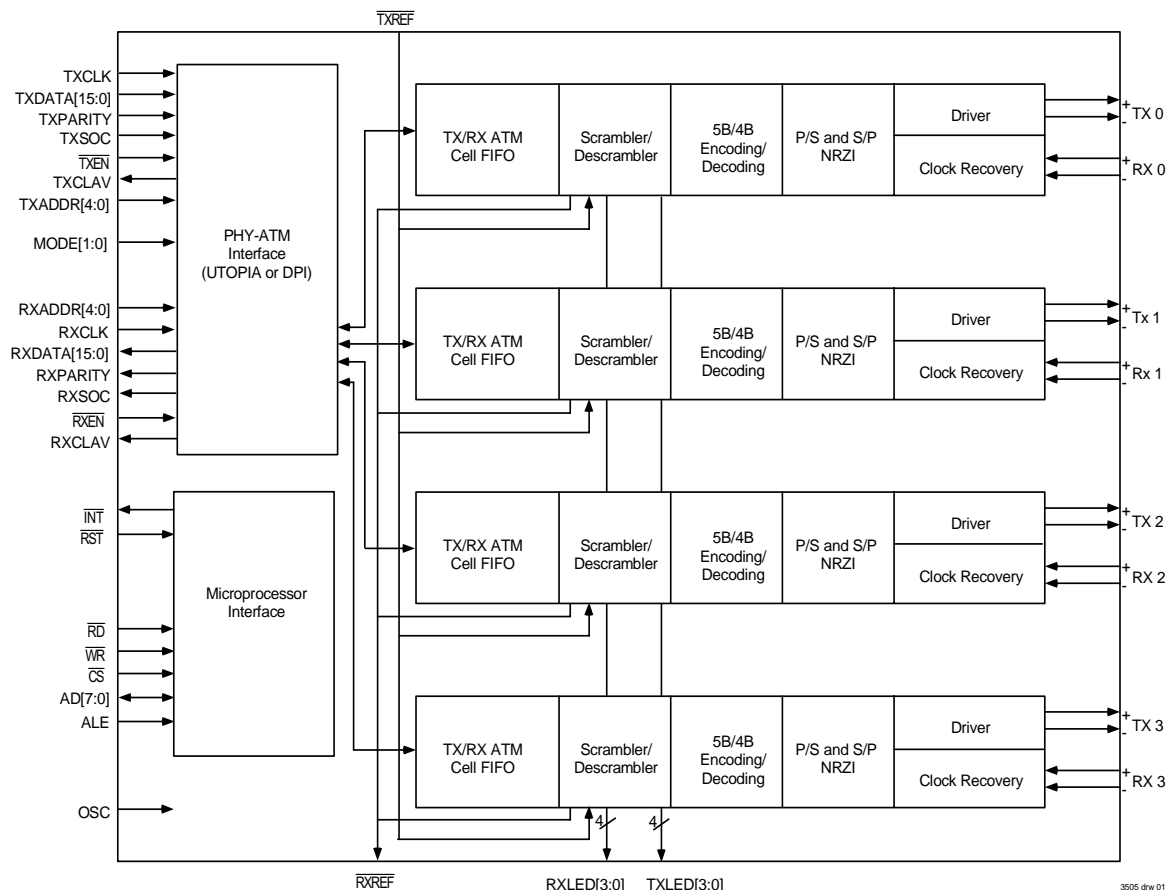 TXREF
TXCLK
TXDATA[15:0]
TXPARITY
TXSOC
TXEN
TXCLAV
TXADDR[4:0]
MODE[1:0]
RXADDR[4:0]
RXCLK
RXDATA[15:0]
RXPARITY
RXSOC
RXEN
RXCLAV
PHY-ATM
Interface
(UTOPIA or DPI)
INT
RST
RD
WR
CS
AD[7:0]
ALE
OSC
Microprocessor
Interface
TX/RX ATM
Cell FIFO
Scrambler/
Descrambler
5B/4B
Encoding/
Decoding
P/S and S/P
NRZI
Driver
Clock Recovery
+
-
TX 0
+
-
RX 0
TX/RX ATM
Cell FIFO
Scrambler/
Descrambler
5B/4B
Encoding/
Decoding
P/S and S/P
NRZI
Driver
Clock Recovery
+
-
Tx 1
+
-
Rx 1
TX/RX ATM
Cell FIFO
Scrambler/
Descrambler
5B/4B
Encoding/
Decoding
P/S and S/P
NRZI
Driver
Clock Recovery
+
-
TX 2
+
-
RX 2
TX/RX ATM
Cell FIFO
Scrambler/
Descrambler
5B/4B
Encoding/
Decoding
P/S and S/P
NRZI
Driver
Clock Recovery
+
-
TX 3
+
-
RX 3
4
4
RXREF
RXLED[3:0]
TXLED[3:0]
3505 drw 01